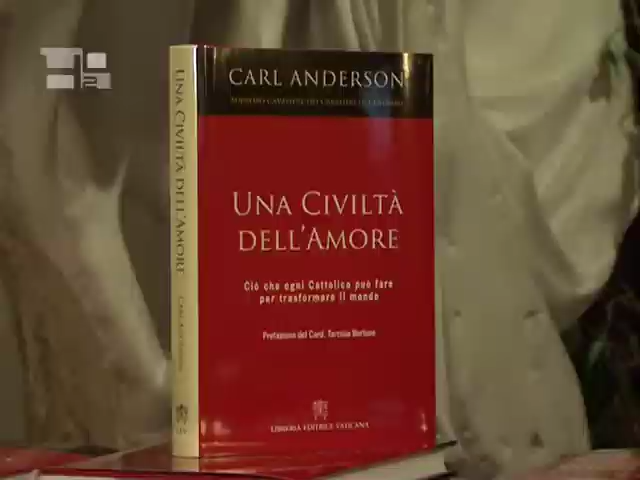 CARL ANDERSON
UNA CIVILTÀ
DELL'AMORE
Ciò che ogni Cattolico può fare
per trasformare il mondo
Prefazione del Card. Tarcisio Bertone
LIBRERIA EDITRICE VATICANA
UNA CIVILTÀ DELL'AMORE